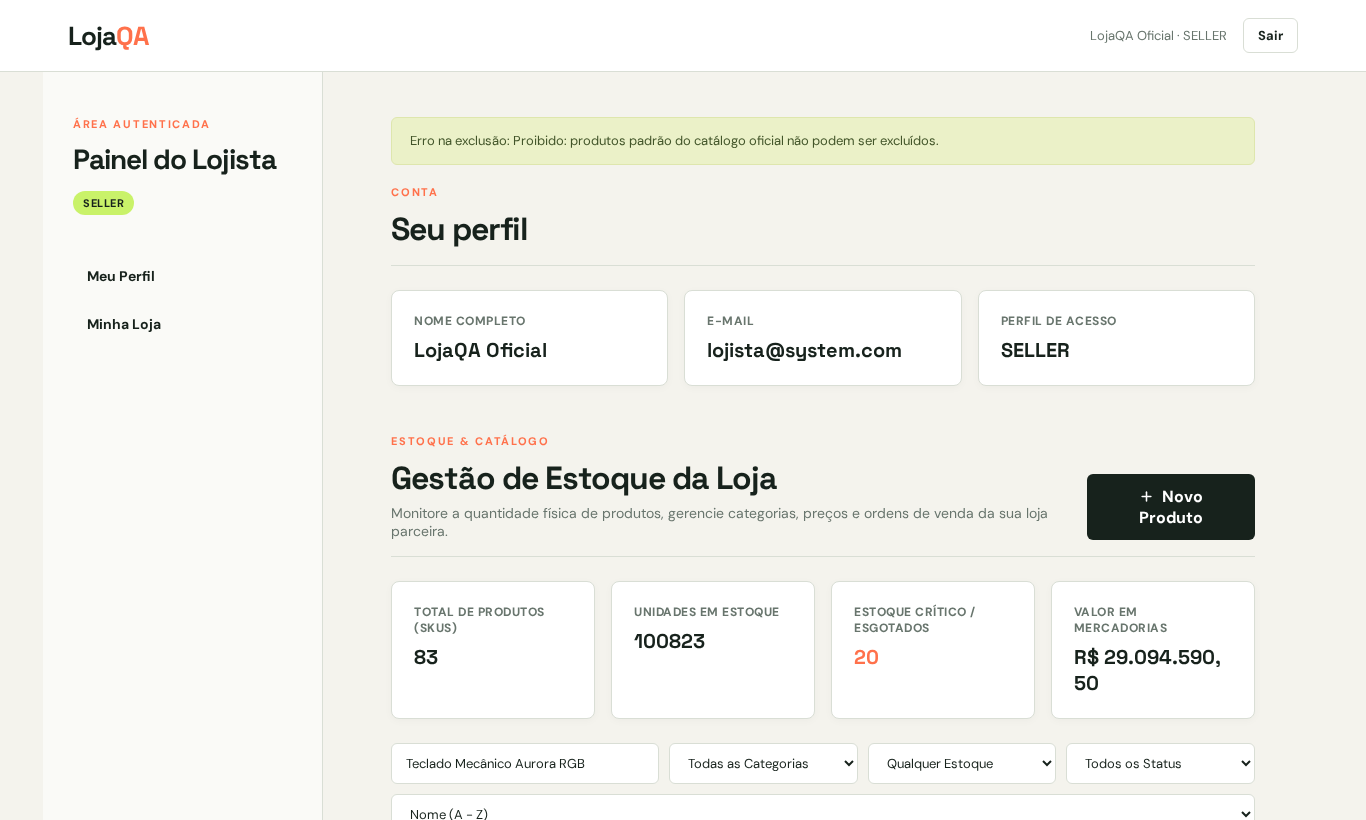 LojaQA
LojaQA Oficial · SELLER
Sair
ÁREA AUTENTICADA
Painel do Lojista
SELLER
Meu Perfil
Minha Loja
Erro na exclusão: Proibido: produtos padrão do catálogo oficial não podem ser excluídos.
CONTA
Seu perfil
NOME COMPLETO
LojaQA Oficial
E-MAIL
lojista@system.com
PERFIL DE ACESSO
SELLER
ESTOQUE & CATÁLOGO
Gestão de Estoque da Loja
Monitore a quantidade física de produtos, gerencie categorias, preços e ordens de venda da sua loja
parceira.
+ Novo
Produto
TOTAL DE PRODUTOS
(SKUS)
83
UNIDADES EM ESTOQUE
100823
ESTOQUE CRÍTICO /
ESGOTADOS
20
VALOR EM
MERCADORIAS
R$ 29.094.590,
50
Teclado Mecânico Aurora RGB
Todas as Categorias
Qualquer Estoque
Todos os Status
Nome (A - Z)